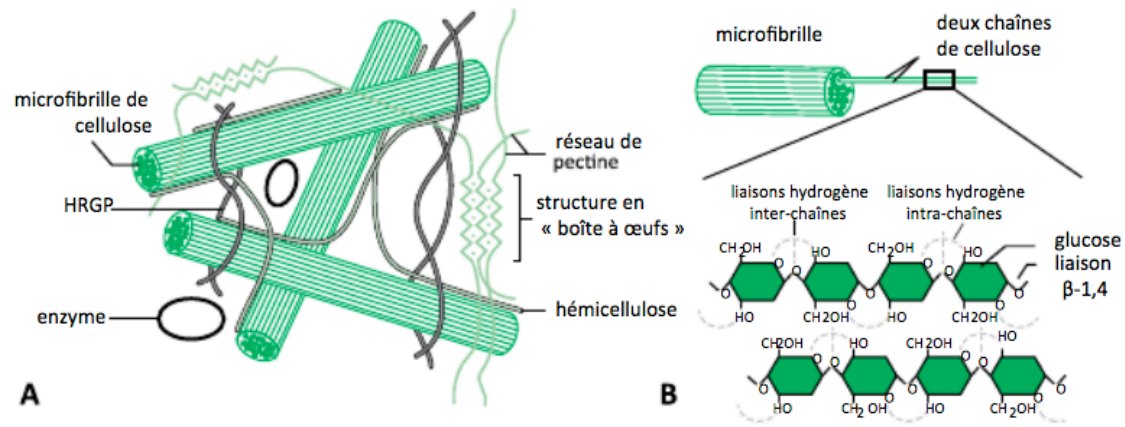 microfibrille de
cellulose
HRGP
enzyme
réseau de
pectine
structure en
« boîte à œufs »
hémicellulose
A
microfibrille
deux chaînes
de cellulose
liaisons hydrogène
inter-chaînes
liaisons hydrogène
intra-chaînes
glucose
liaison
β-1,4
CH2OH HO CH2OH HO
O O O O
O O O O O
HO CH2OH HO CH2OH
CH2OH HO CH2OH HO
O O O O
O O O O O
HO CH2 OH HO CH2OH
B